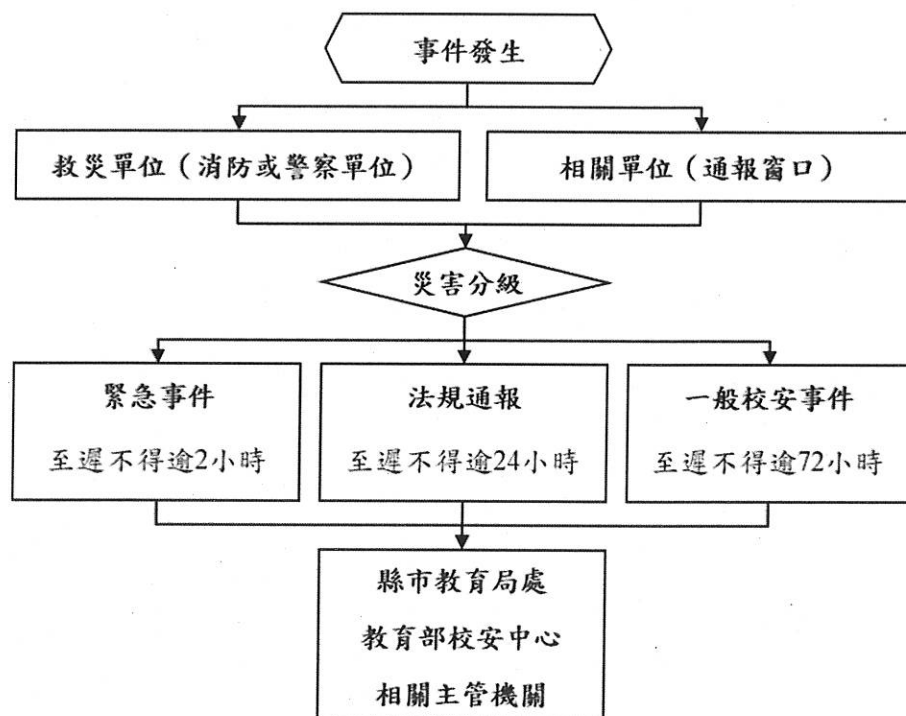 事件發生
救災單位（消防或警察單位）
相關單位（通報窗口）
災害分級
緊急事件
至遲不得逾2小時
法規通報
至遲不得逾24小時
一般校安事件
至遲不得逾72小時
縣市教育局處
教育部校安中心
相關主管機關